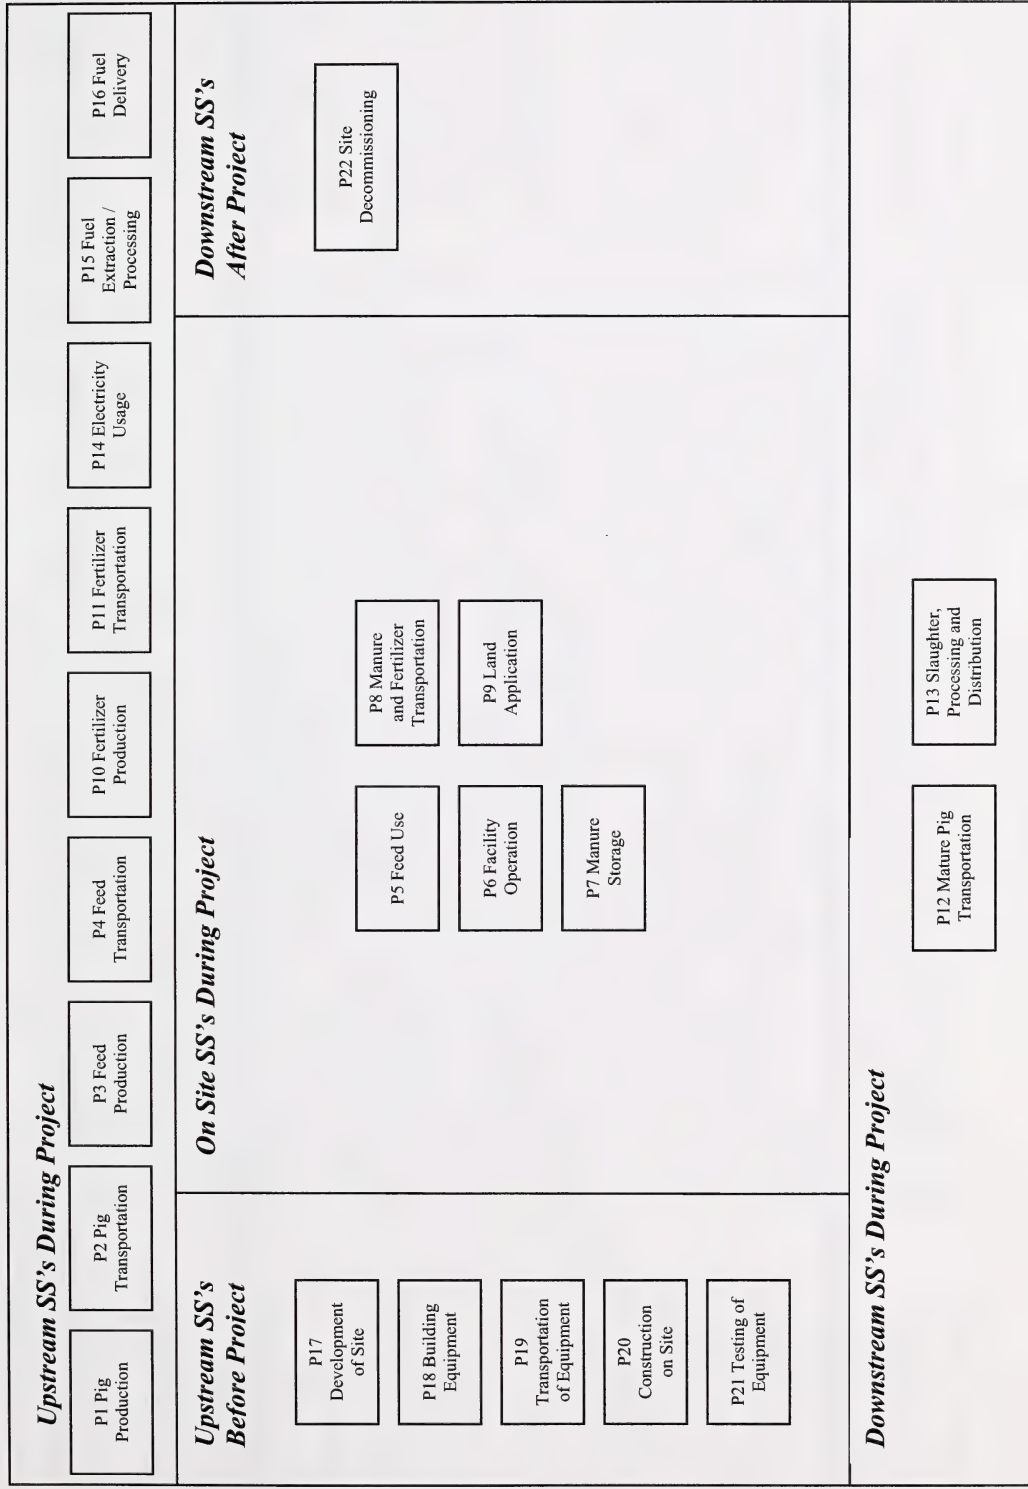 Upstream SS's During Project
P1 Pig
Production
P2 Pig
Transportation
P3 Feed
Production
P4 Feed
Transportation
P10 Fertilizer
Production
P11 Fertilizer
Transportation
P14 Electricity
Usage
P15 Fuel
Extraction /
Processing
P16 Fuel
Delivery
Upstream SS's
Before Project
P17
Development
of Site
P18 Building
Equipment
P19
Transportation
of Equipment
P20
Construction
on Site
P21 Testing of
Equipment
On Site SS's During Project
P5 Feed Use
P6 Facility
Operation
P7 Manure
Storage
P8 Manure
and Fertilizer
Transportation
P9 Land
Application
Downstream SS's
After Project
P22 Site
Decommissioning
Downstream SS's During Project
P12 Mature Pig
Transportation
P13 Slaughter,
Processing and
Distribution